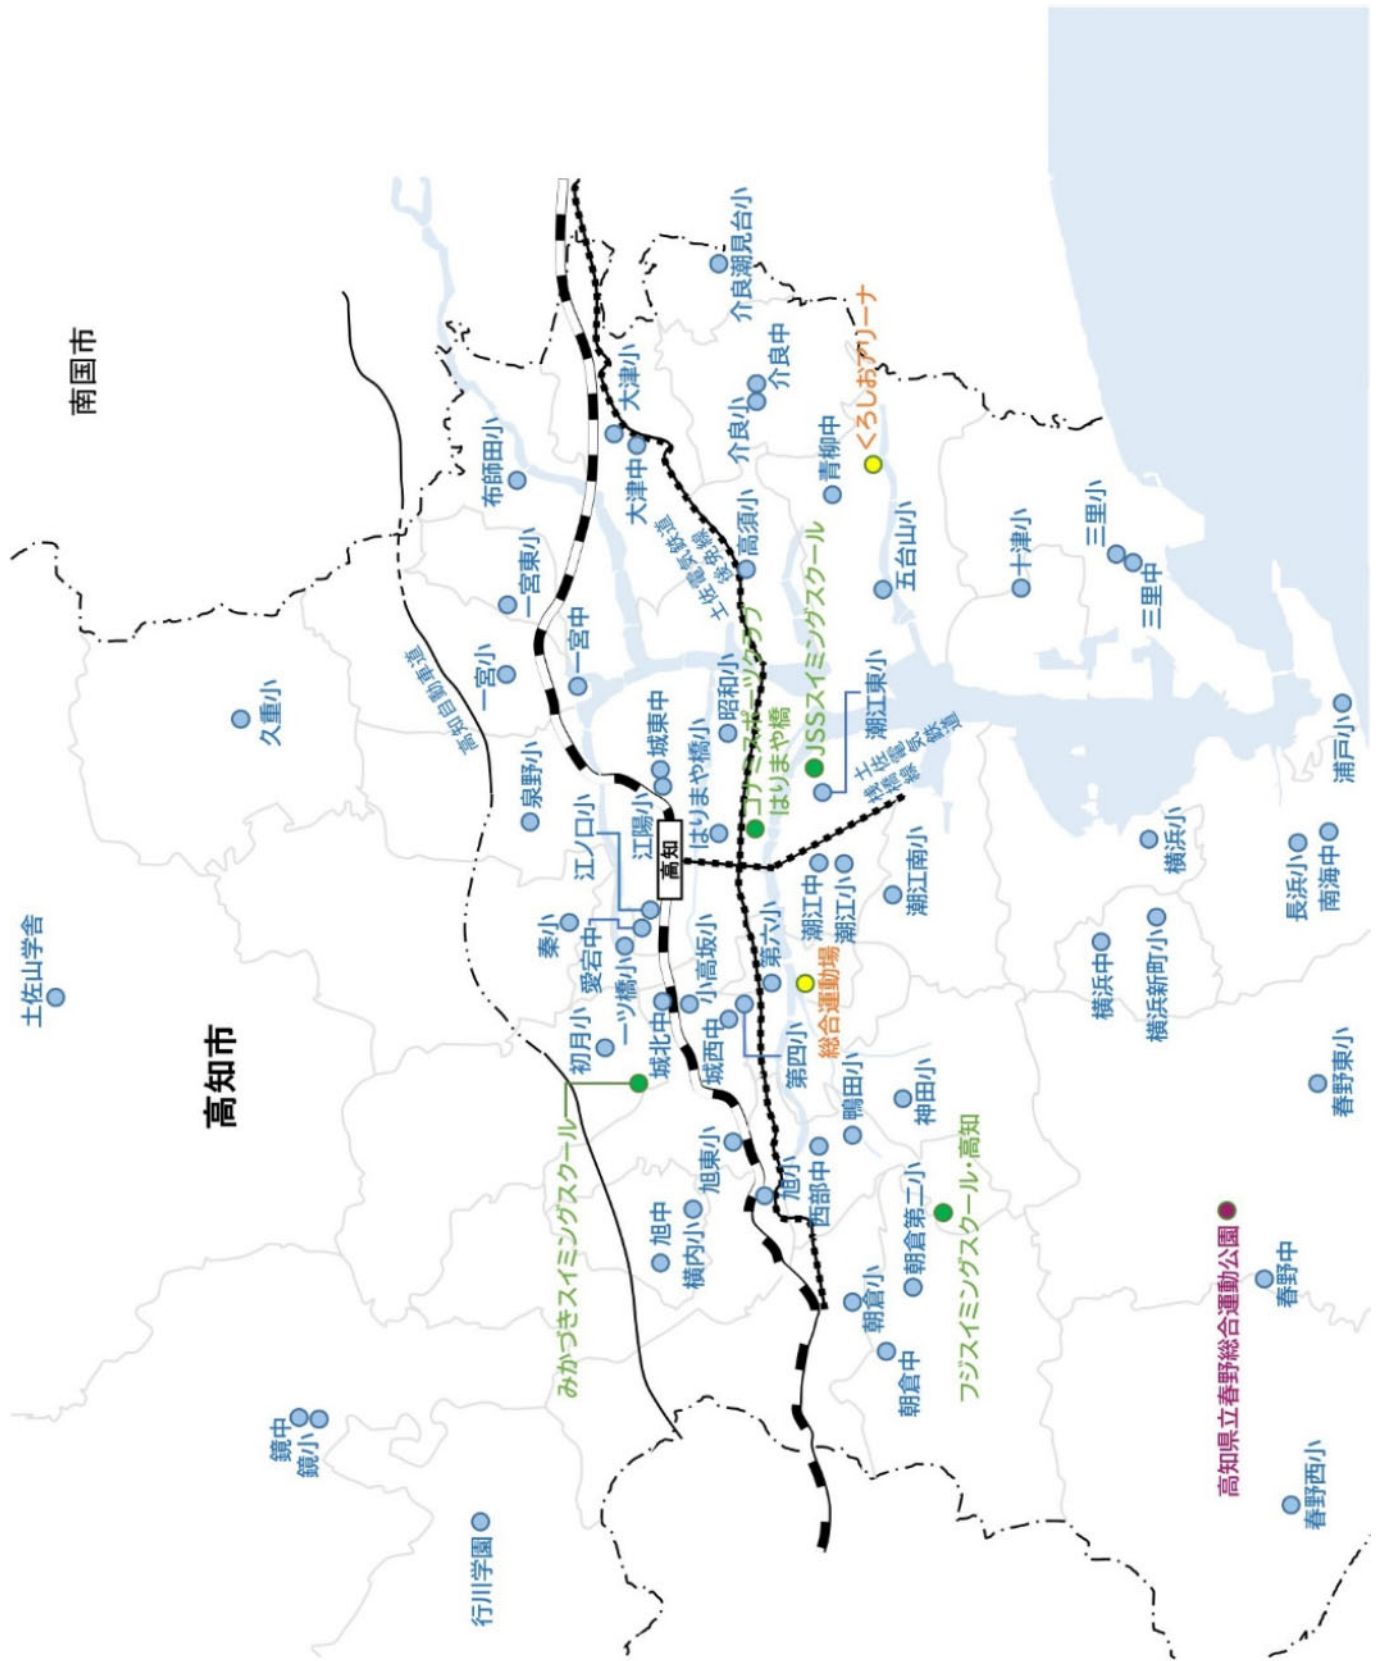 南国市
高知市
土佐山学舎
久重小
鏡中
鏡小
行川学園
高知自動車道
布師田小
一宮東小
一宮小
一宮中
泉野小
秦小
愛宕中
江ノ口小
一ツ橋小
初月小
みかづきスイミングスクール
城北中
江陽小
城東中
高知
はりまや橋小
昭和小
大津小
大津中
土佐電気鉄道
後免線
高須小
介良潮見台小
介良中
介良小
青柳中
くろしおアリーナ
五台山小
コナミスポーツクラブ
はりまや橋
JSSスイミングスクール
潮江東小
土佐電気鉄道
桟橋線
小高坂小
城西中
第四小
第六小
総合運動場
潮江中
潮江小
潮江南小
旭東小
旭中
横内小
旭小
西部中
鴨田小
神田小
朝倉第二小
朝倉小
朝倉中
フジスイミングスクール・高知
十津小
三里小
三里中
横浜小
横浜中
横浜新町小
長浜小
南海中
浦戸小
春野東小
高知県立春野総合運動公園
春野中
春野西小